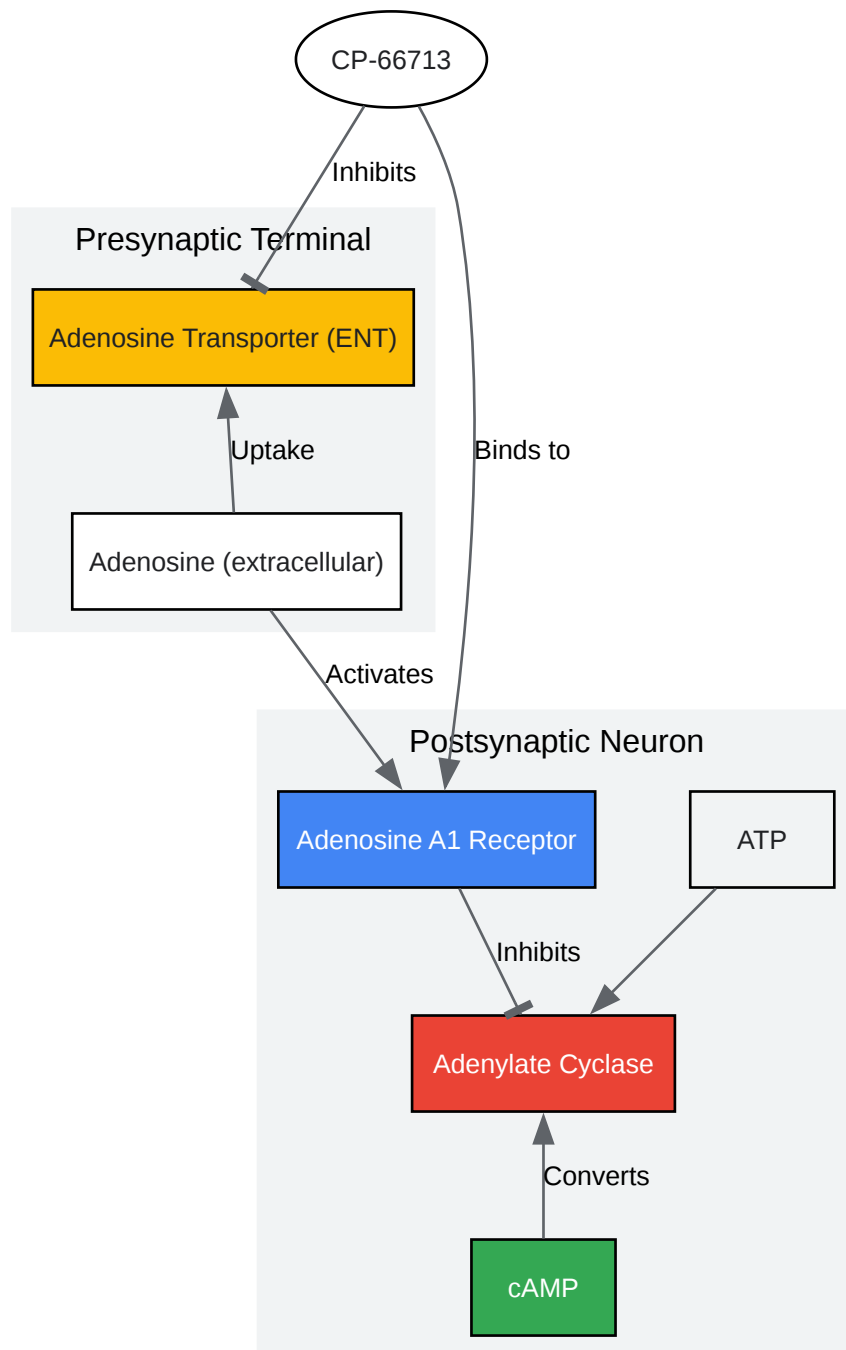 CP-66713
Inhibits
Presynaptic Terminal
Adenosine Transporter (ENT)
Uptake
Binds to
Adenosine (extracellular)
Activates
Postsynaptic Neuron
Adenosine A1 Receptor
ATP
Inhibits
Adenylate Cyclase
Converts
cAMP